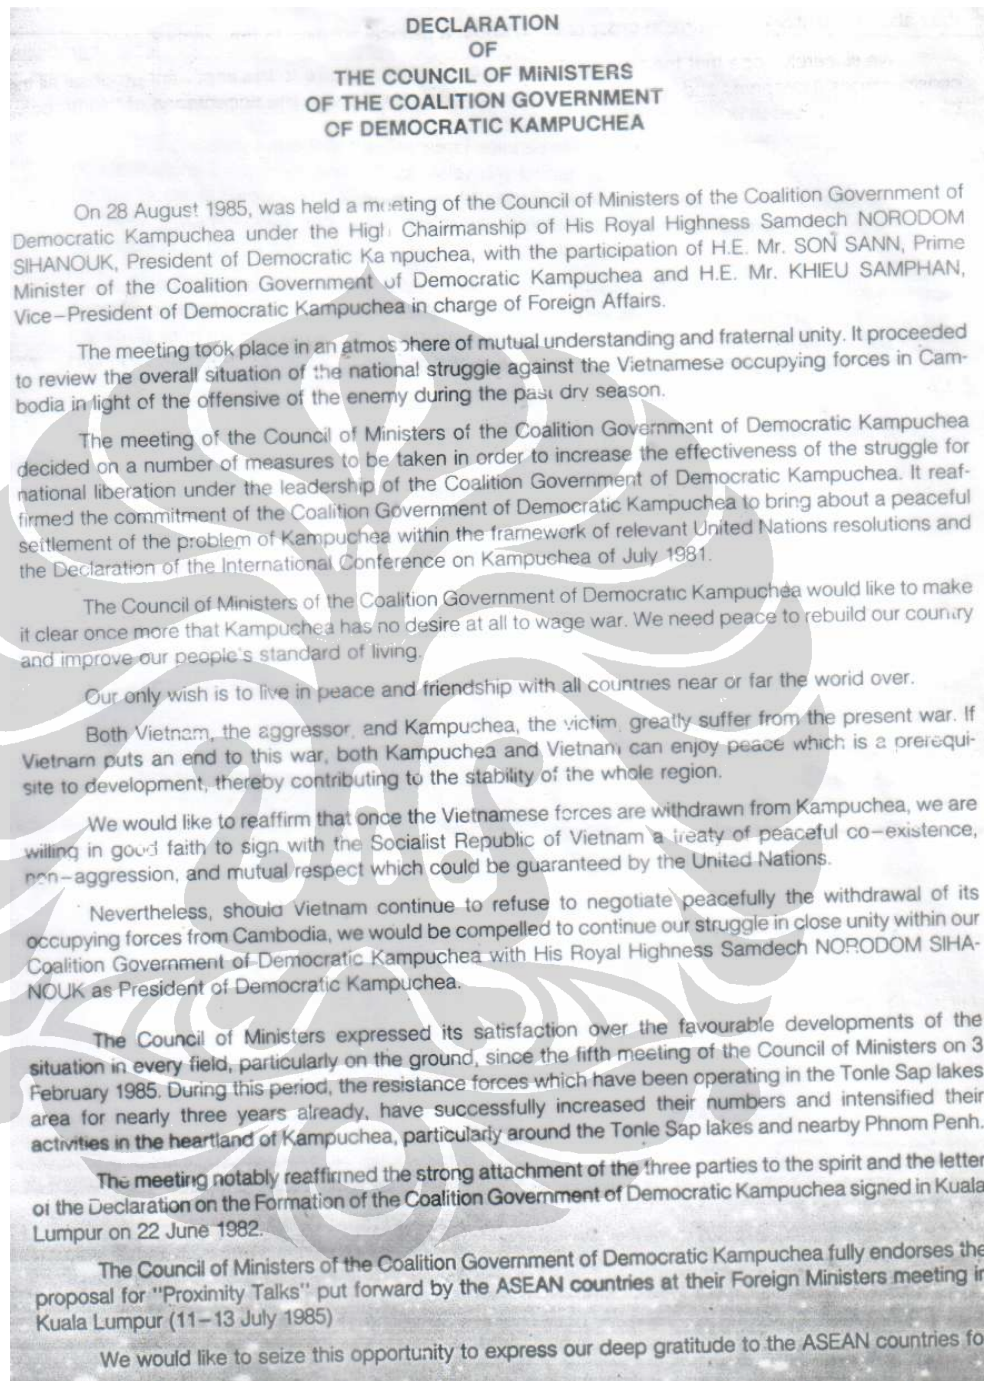 DECLARATION
OF
THE COUNCIL OF MINISTERS
OF THE COALITION GOVERNMENT
OF DEMOCRATIC KAMPUCHEA
On 28 August 1985, was held a meeting of the Council of Ministers of the Coalition Government of
Democratic Kampuchea under the High Chairmanship of His Royal Highness Samdech NORODOM
SIHANOUK, President of Democratic Kampuchea, with the participation of H.E. Mr. SON SANN, Prime
Minister of the Coalition Government of Democratic Kampuchea and H.E. Mr. KHIEU SAMPHAN,
Vice-President of Democratic Kampuchea in charge of Foreign Affairs.
The meeting took place in an atmosphere of mutual understanding and fraternal unity. It proceeded
to review the overall situation of the national struggle against the Vietnamese occupying forces in Cam-
bodia in light of the offensive of the enemy during the past dry season.
The meeting of the Council of Ministers of the Coalition Government of Democratic Kampuchea
decided on a number of measures to be taken in order to increase the effectiveness of the struggle for
national liberation under the leadership of the Coalition Government of Democratic Kampuchea. It reaf-
firmed the commitment of the Coalition Government of Democratic Kampuchea to bring about a peaceful
settlement of the problem of Kampuchea within the framework of relevant United Nations resolutions and
the Declaration of the International Conference on Kampuchea of July 1981.
The Council of Ministers of the Coalition Government of Democratic Kampuchea would like to make
it clear once more that Kampuchea has no desire at all to wage war. We need peace to rebuild our country
and improve our people's standard of living.
Our only wish is to live in peace and friendship with all countries near or far the world over.
Both Vietnam, the aggressor, and Kampuchea, the victim, greatly suffer from the present war. If
Vietnam puts an end to this war, both Kampuchea and Vietnam can enjoy peace which is a prerequi-
site to development, thereby contributing to the stability of the whole region.
We would like to reaffirm that once the Vietnamese forces are withdrawn from Kampuchea, we are
willing in good faith to sign with the Socialist Republic of Vietnam a treaty of peaceful co-existence,
non-aggression, and mutual respect which could be guaranteed by the United Nations.
Nevertheless, should Vietnam continue to refuse to negotiate peacefully the withdrawal of its
occupying forces from Cambodia, we would be compelled to continue our struggle in close unity within our
Coalition Government of Democratic Kampuchea with His Royal Highness Samdech NORODOM SIHA-
NOUK as President of Democratic Kampuchea.
The Council of Ministers expressed its satisfaction over the favourable developments of the
situation in every field, particularly on the ground, since the fifth meeting of the Council of Ministers on 3
February 1985. During this period, the resistance forces which have been operating in the Tonle Sap lakes
area for nearly three years already, have successfully increased their numbers and intensified their
activities in the heartland of Kampuchea, particularly around the Tonle Sap lakes and nearby Phnom Penh.
The meeting notably reaffirmed the strong attachment of the three parties to the spirit and the letter
of the Declaration on the Formation of the Coalition Government of Democratic Kampuchea signed in Kuala
Lumpur on 22 June 1982.
The Council of Ministers of the Coalition Government of Democratic Kampuchea fully endorses the
proposal for "Proximity Talks" put forward by the ASEAN countries at their Foreign Ministers meeting in
Kuala Lumpur (11-13 July 1985)
We would like to seize this opportunity to express our deep gratitude to the ASEAN countries fo